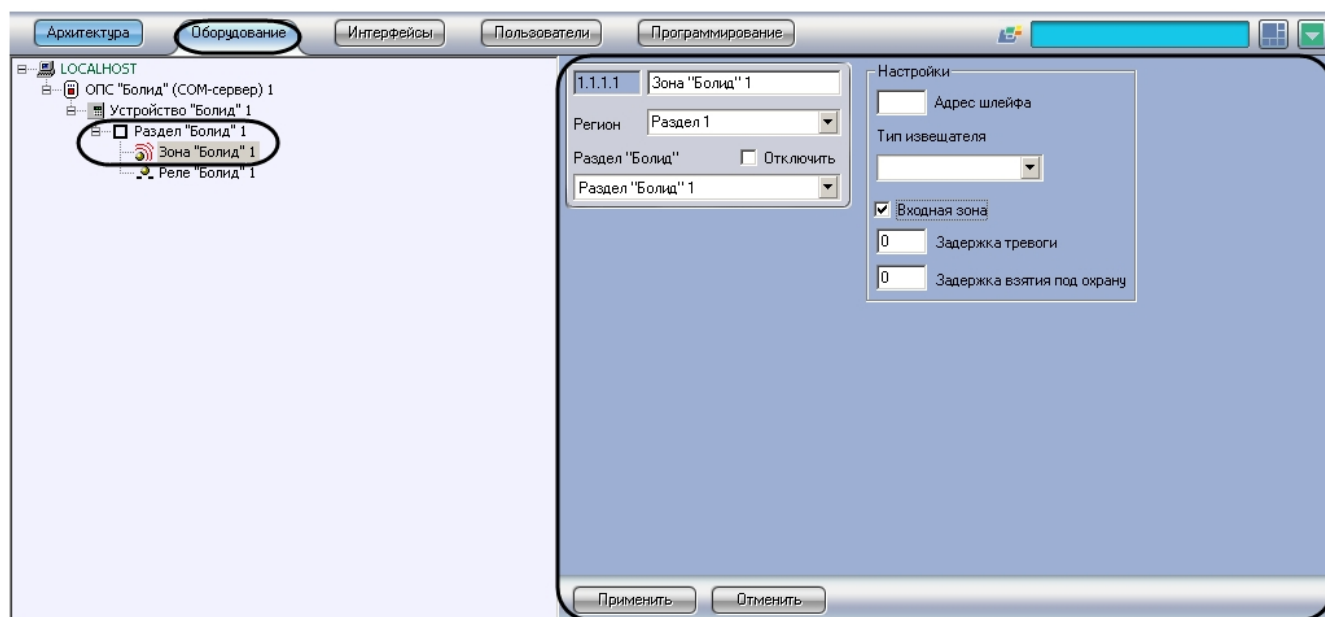 Архитектура Оборудование Интерфейсы Пользователи Программирование
LOCALHOST
ОПС "Болид" (COM-сервер) 1
Устройство "Болид" 1
Раздел "Болид" 1
Зона "Болид" 1
Реле "Болид" 1
1.1.1.1 Зона "Болид" 1
Регион Раздел 1
Раздел "Болид" Отключить
Раздел "Болид" 1
Настройки
Адрес шлейфа
Тип извещателя
Входная зона
0 Задержка тревоги
0 Задержка взятия под охрану
Применить Отменить